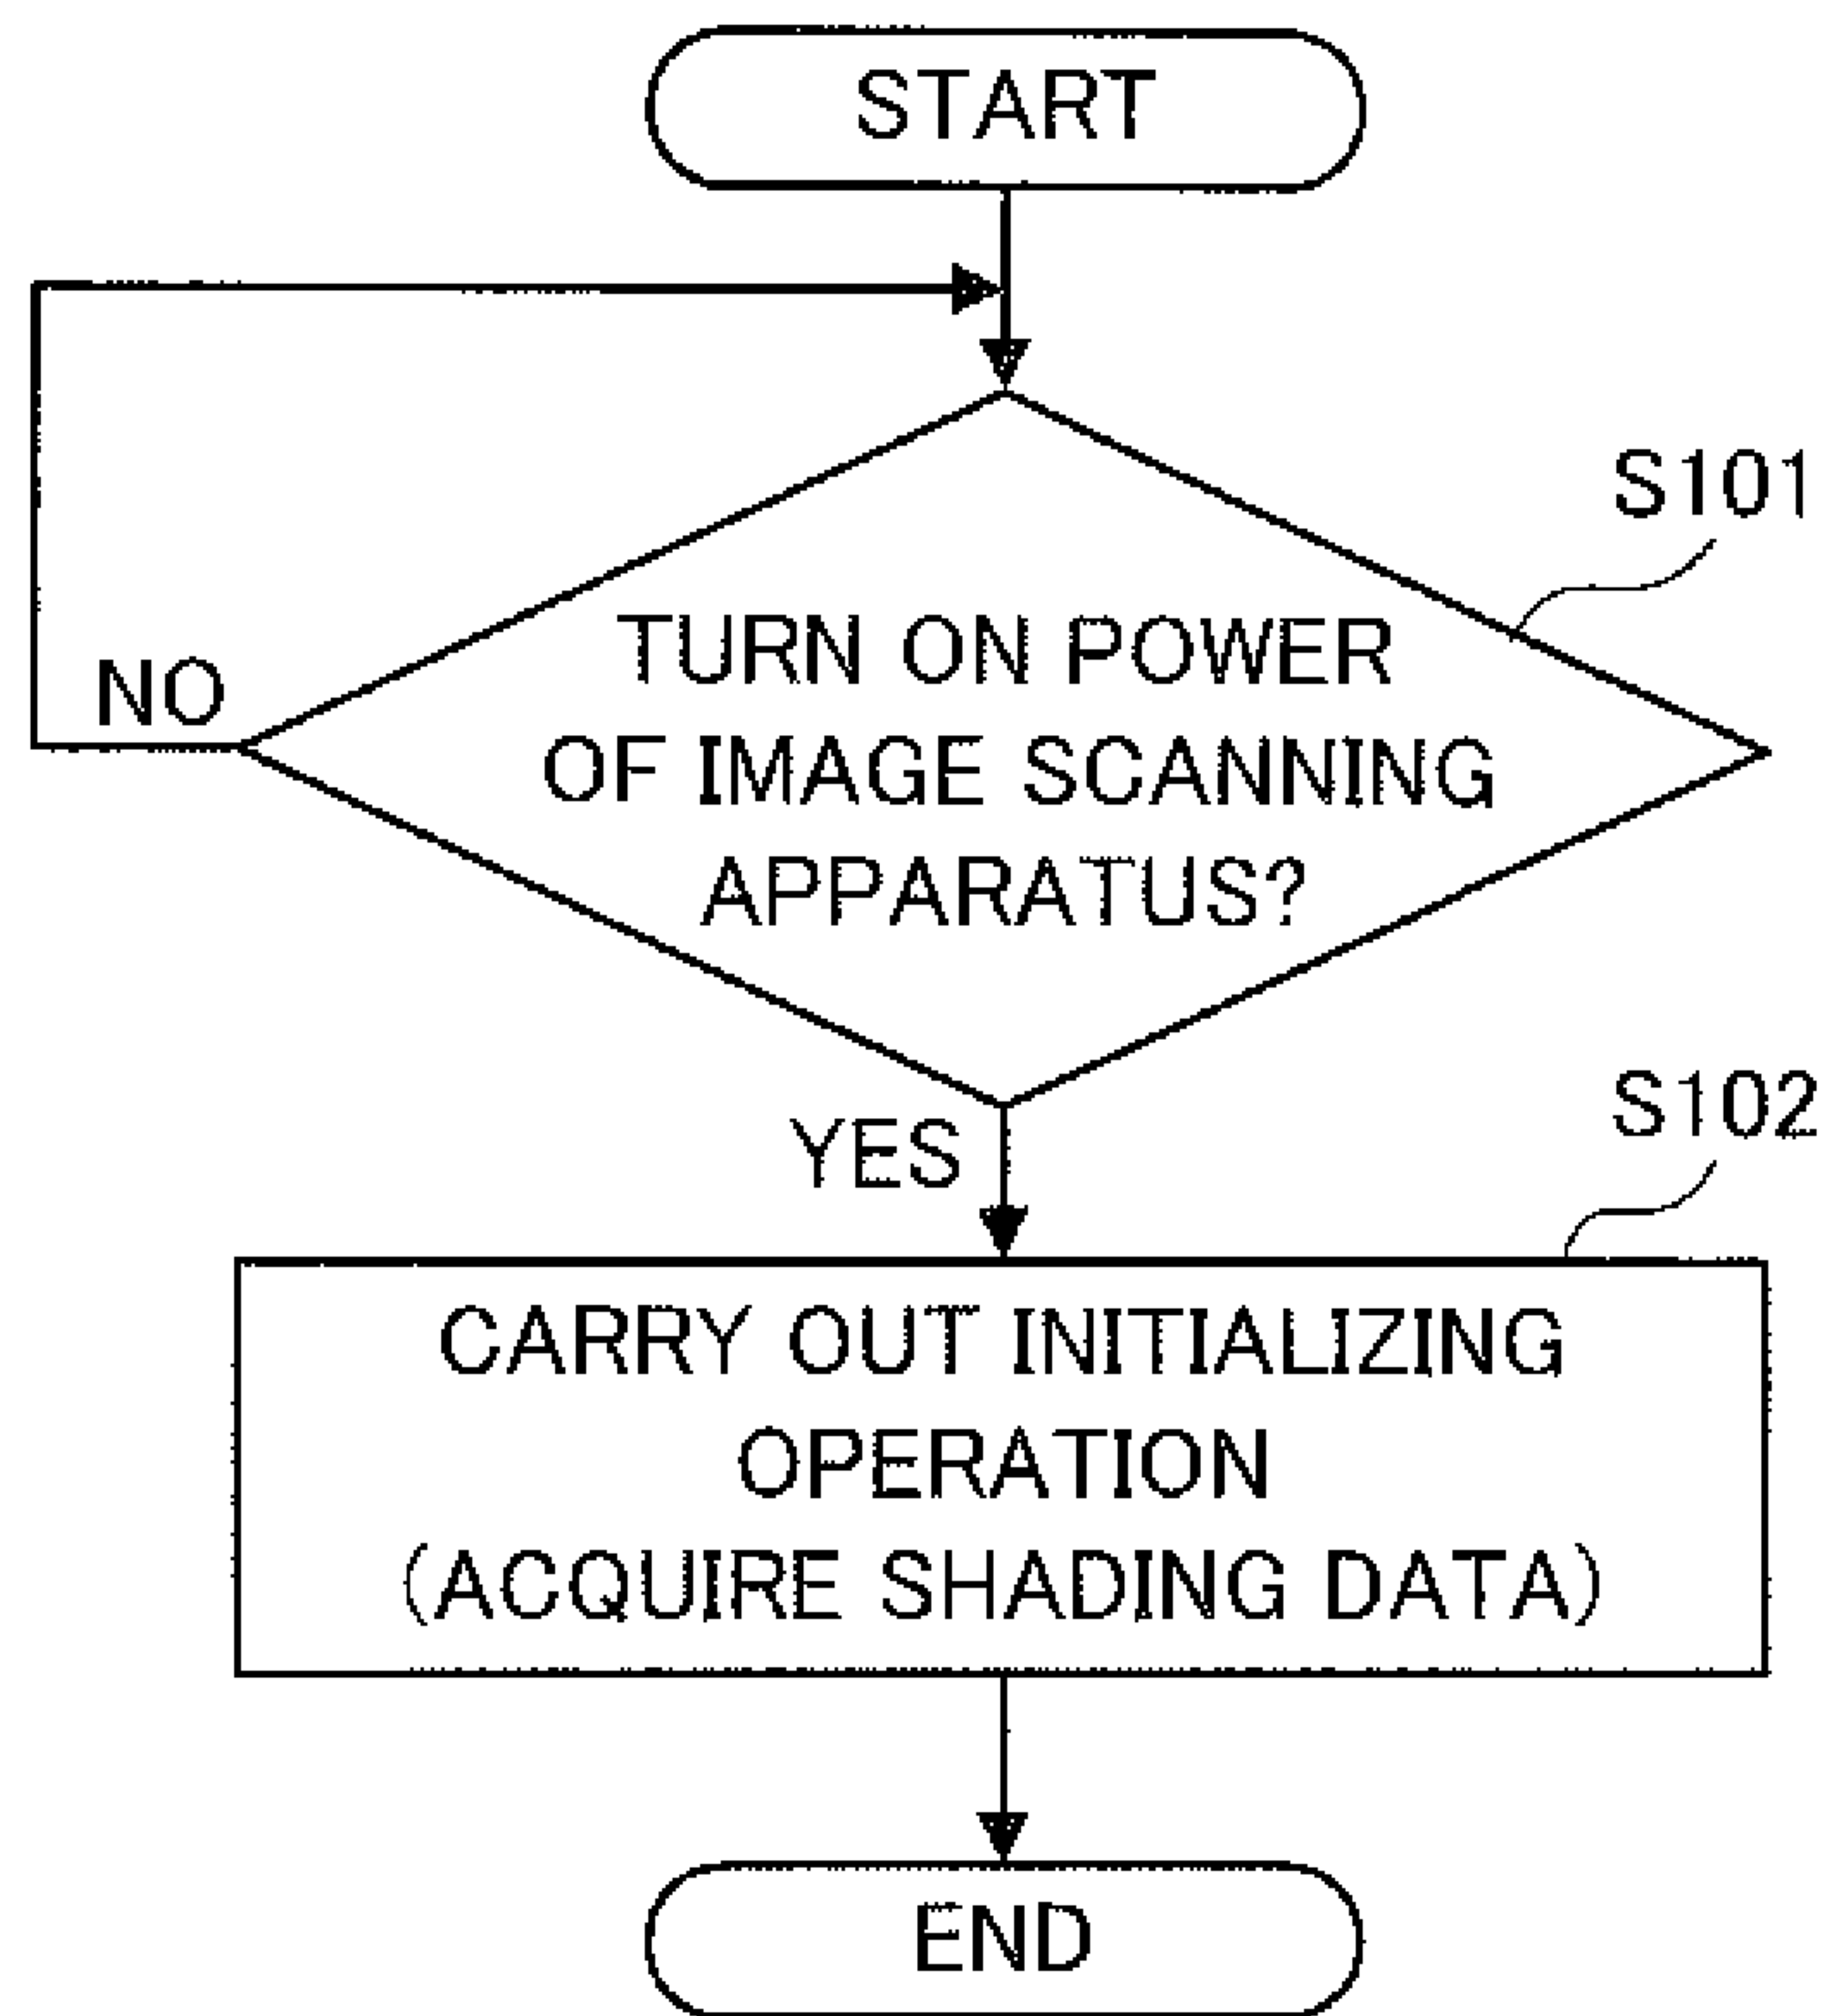 START
S101
NO
TURN ON POWER
OF IMAGE SCANNING
APPARATUS?
YES
S102
CARRY OUT INITIALIZING
OPERATION
(ACQUIRE SHADING DATA)
END